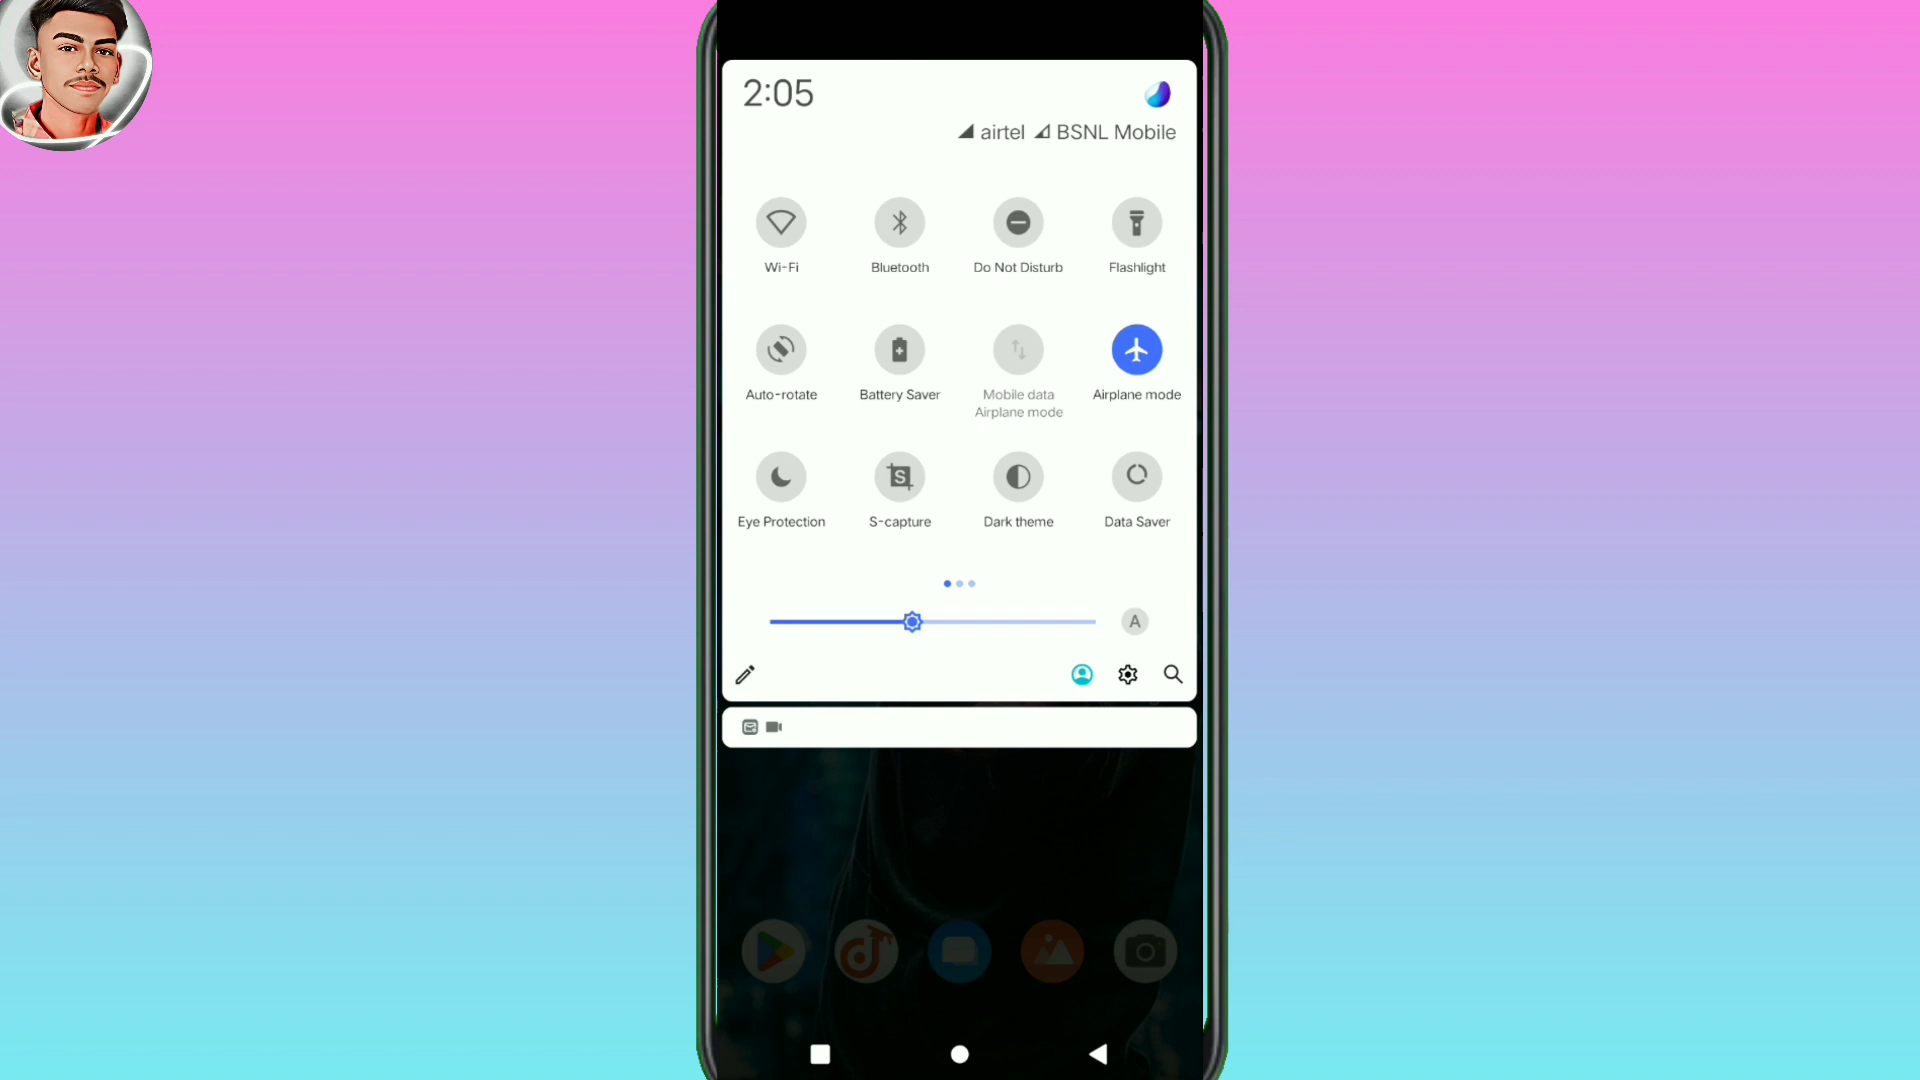 2:05
airtel BSNL Mobile
Wi-Fi Bluetooth Do Not Disturb Flashlight
Auto-rotate Battery Saver Mobile data Airplane mode
Airplane mode
S
Eye Protection S-capture Dark theme Data Saver
A